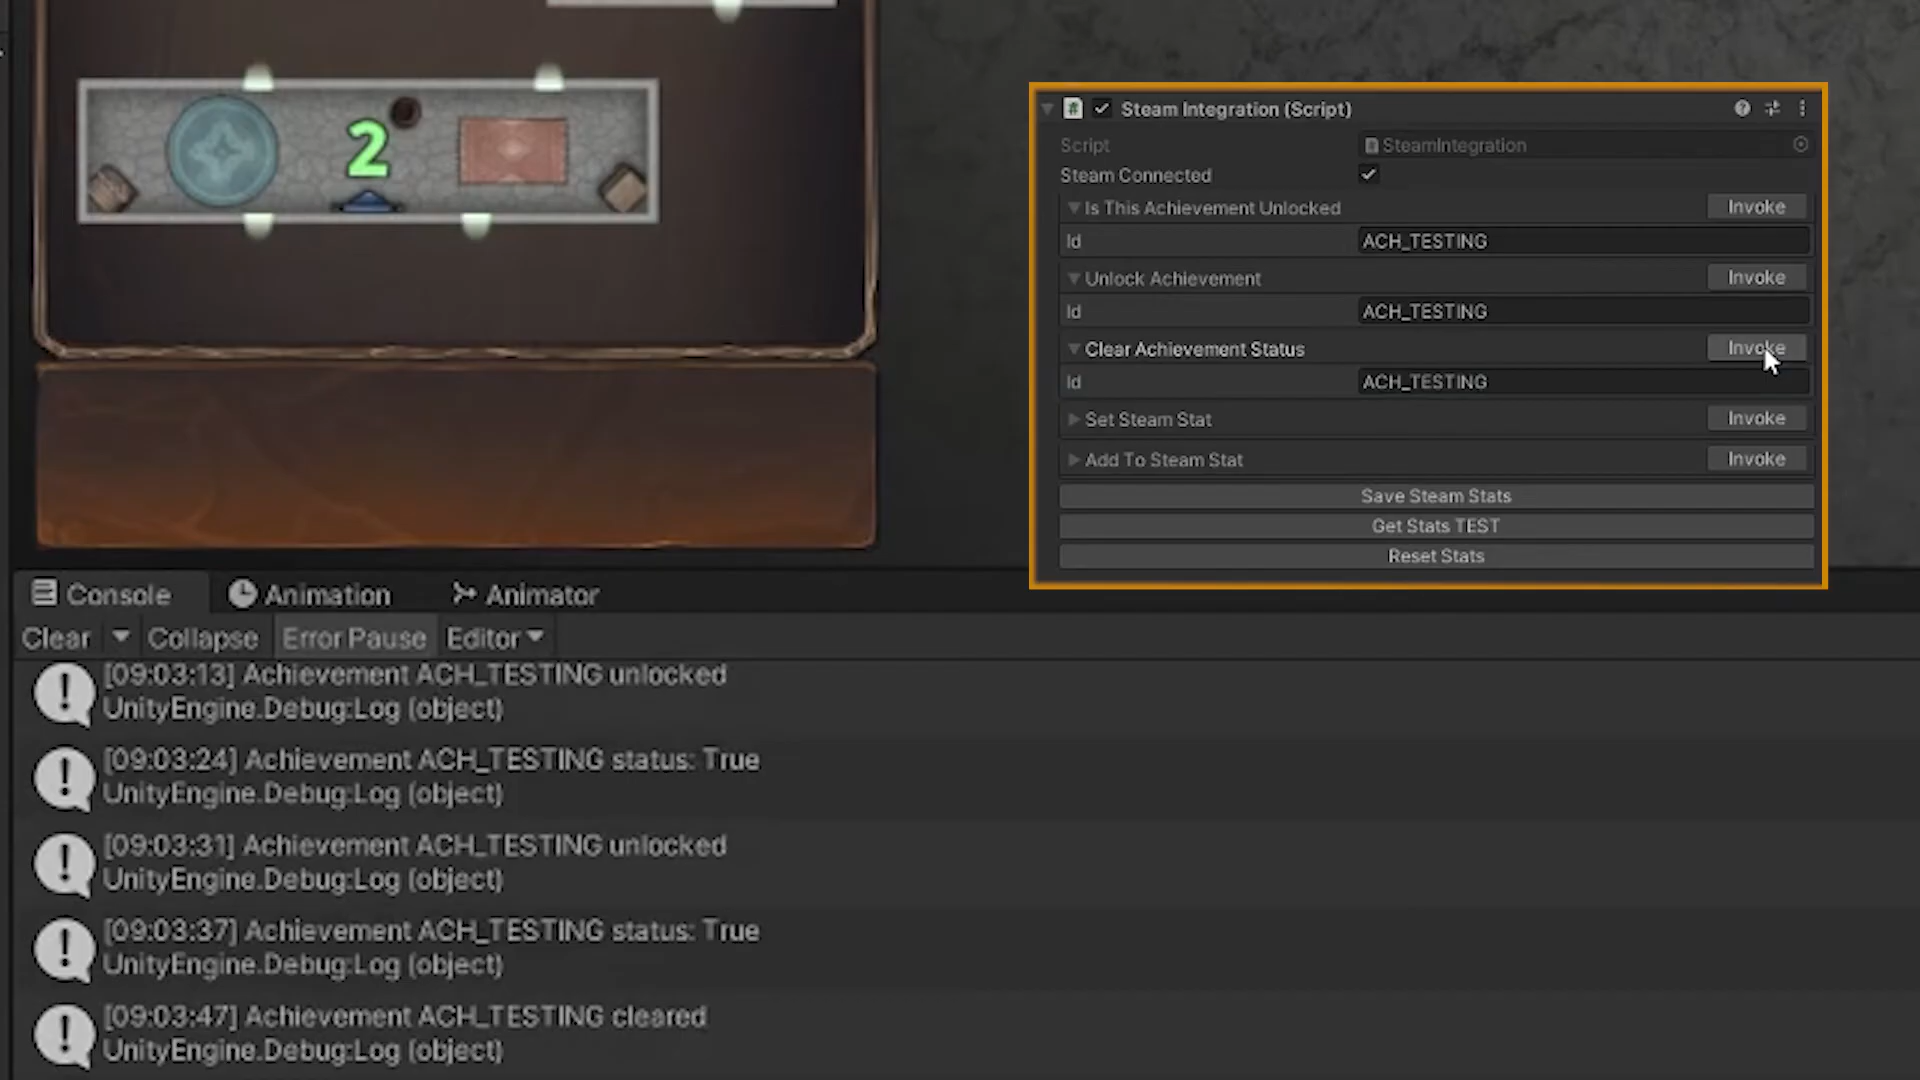 2
Steam Integration (Script)
Script
SteamIntegration
Steam Connected
Is This Achievement Unlocked
Invoke
Id
ACH_TESTING
Unlock Achievement
Invoke
Id
ACH_TESTING
Clear Achievement Status
Invoke
Id
ACH_TESTING
Set Steam Stat
Invoke
Add To Steam Stat
Invoke
Save Steam Stats
Get Stats TEST
Reset Stats
Console
Animation
Animator
Clear
Collapse
Error Pause
Editor
[09:03:13] Achievement ACH_TESTING unlocked
UnityEngine.Debug:Log (object)
[09:03:24] Achievement ACH_TESTING status: True
UnityEngine.Debug:Log (object)
[09:03:31] Achievement ACH_TESTING unlocked
UnityEngine.Debug:Log (object)
[09:03:37] Achievement ACH_TESTING status: True
UnityEngine.Debug:Log (object)
[09:03:47] Achievement ACH_TESTING cleared
UnityEngine.Debug:Log (object)